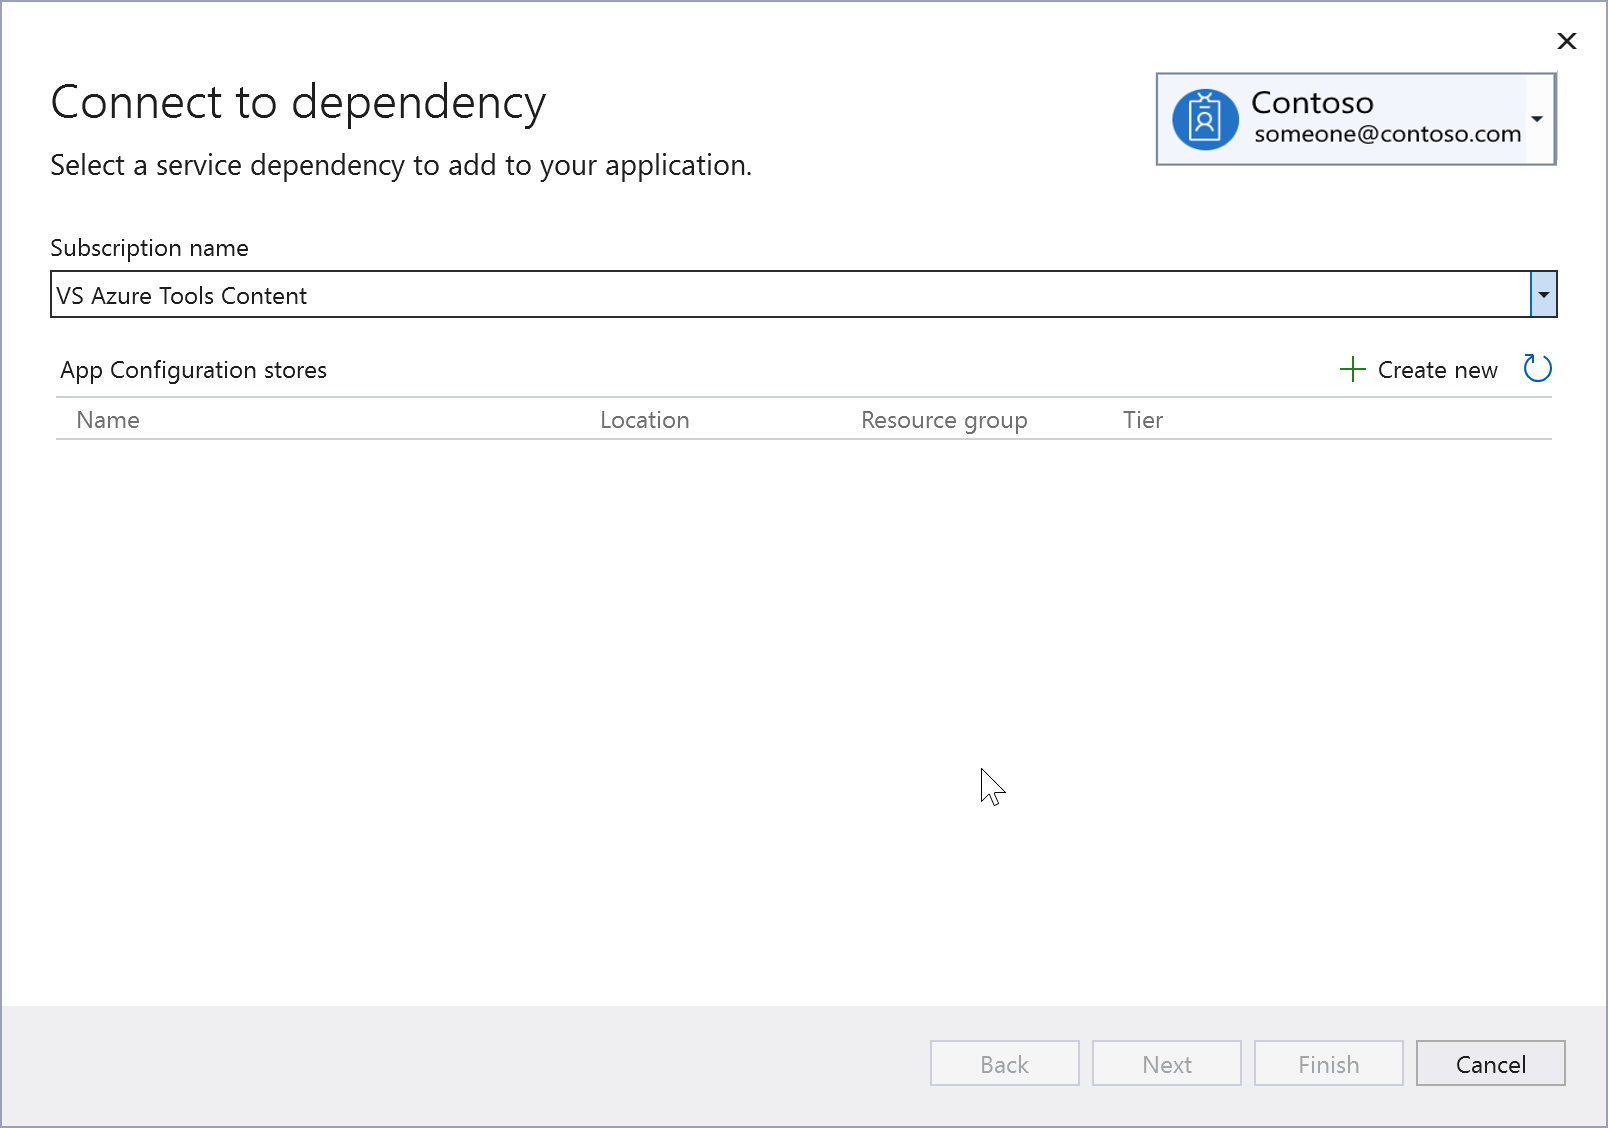 Connect to dependency
Select a service dependency to add to your application.
Contoso
someone@contoso.com
Subscription name
VS Azure Tools Content
App Configuration stores
Create new
Name Location Resource group Tier
Back Next Finish Cancel